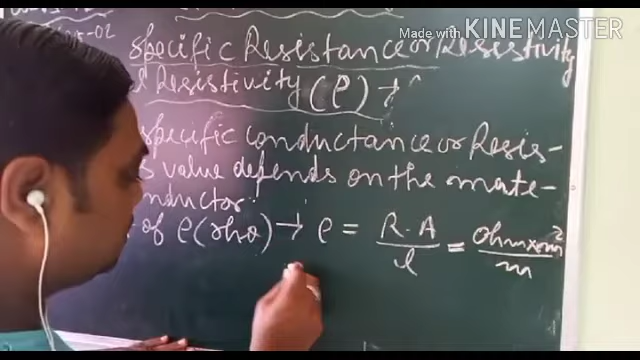 Made with KINEMASTER
-02
specific Resistance or Resistivity
Resistivity (ρ) →
specific conductance or Resis-
value depends on the mate-
nductor.
of ρ (rho) → ρ = R.A / l = ohm×m² / m